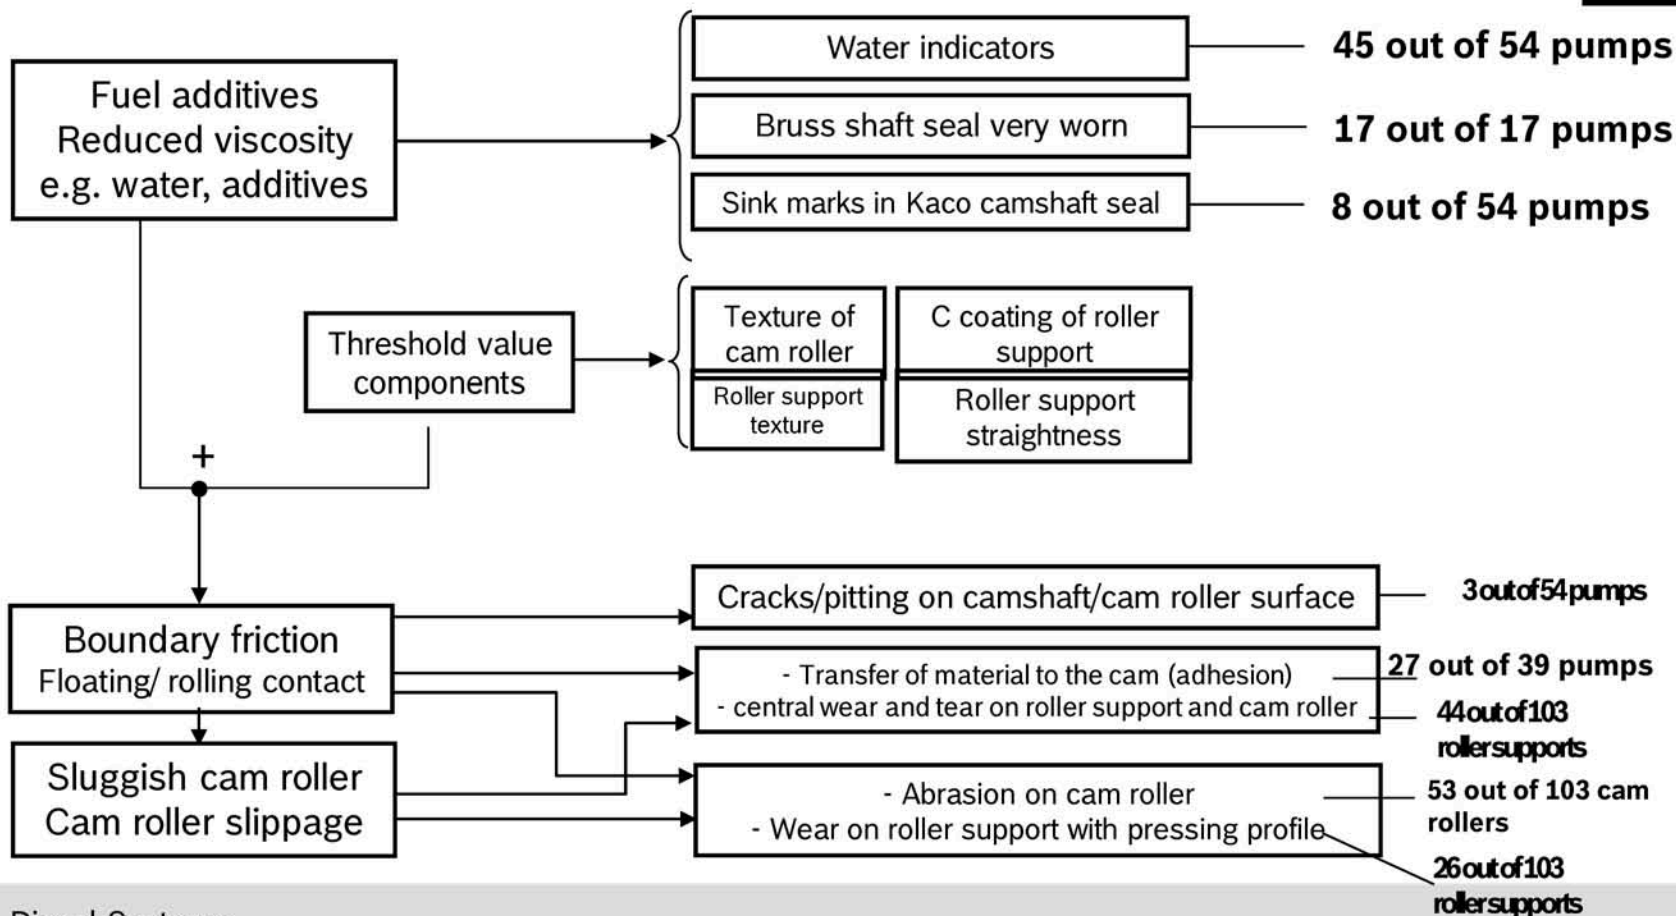 Fuel additives
Reduced viscosity
e.g. water, additives
Water indicators
45 out of 54 pumps
Bruss shaft seal very worn
17 out of 17 pumps
Sink marks in Kaco camshaft seal
8 out of 54 pumps
Threshold value
components
Texture of
cam roller
C coating of roller
support
Roller support
texture
Roller support
straightness
+
Boundary friction
Floating/ rolling contact
Cracks/pitting on camshaft/cam roller surface
3 out of 54 pumps
- Transfer of material to the cam (adhesion)
27 out of 39 pumps
- central wear and tear on roller support and cam roller
44 out of 103
roller supports
Sluggish cam roller
Cam roller slippage
- Abrasion on cam roller
53 out of 103 cam
rollers
- Wear on roller support with pressing profile
26 out of 103
roller supports